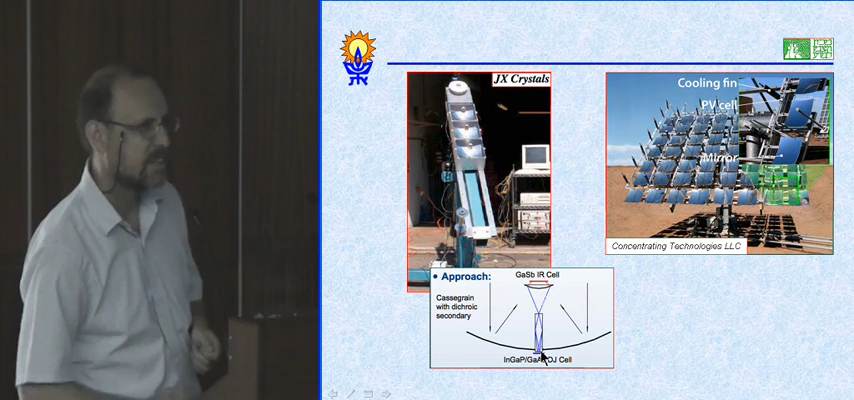 JX Crystals
Cooling fin
PV cell
Mirror
Concentrating Technologies LLC
• Approach:
GaSb IR Cell
Cassegrain
with dichroic
secondary
InGaP/GaAs DJ Cell